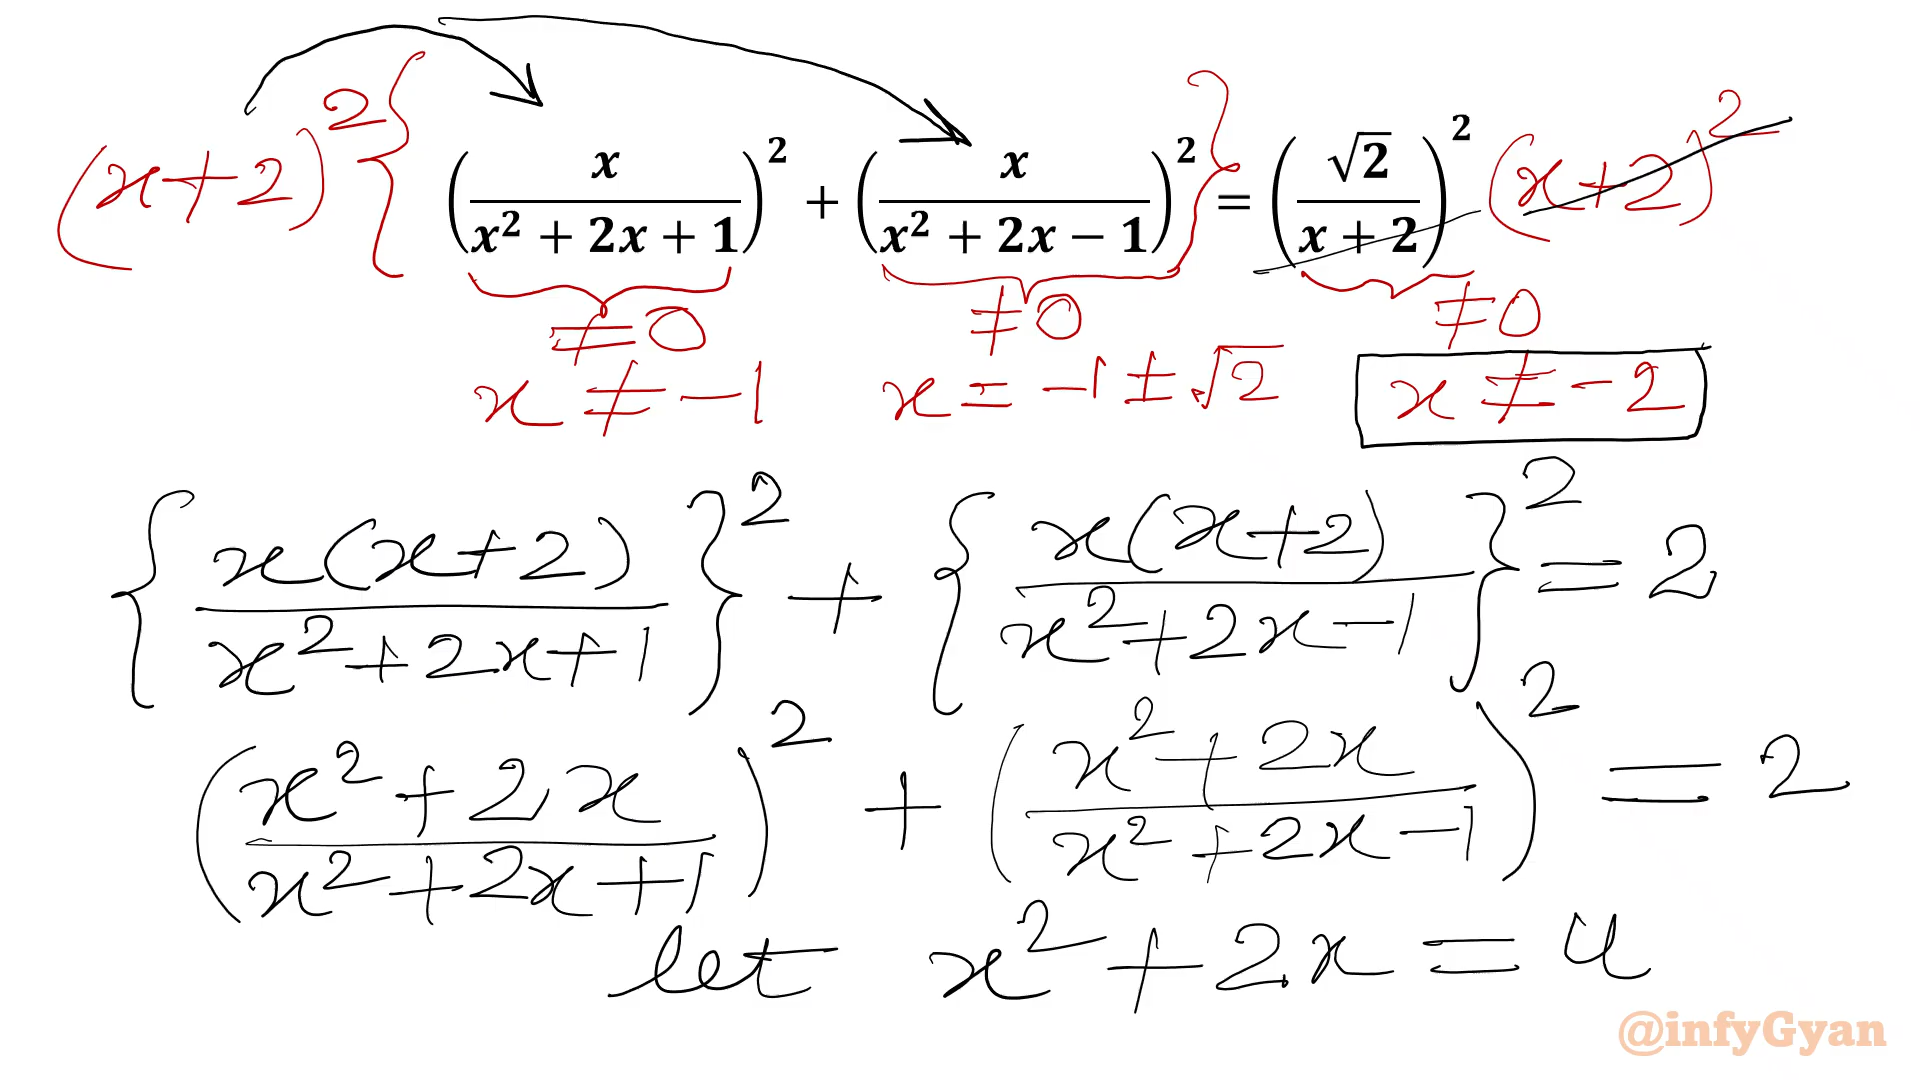 (x+2)² { (x / (x² + 2x + 1))² + (x / (x² + 2x − 1))² } = (√2 / (x + 2))² (x+2)²
≠0 ≠0 ≠0
x ≠ −1 x = −1 ± √2 x ≠ −2
{ x(x+2) / (x²+2x+1) }² + { x(x+2) / (x²+2x−1) }² = 2
( (x²+2x) / (x²+2x+1) )² + ( (x²+2x) / (x²+2x−1) )² = 2
let x²+2x = u
@infyGyan